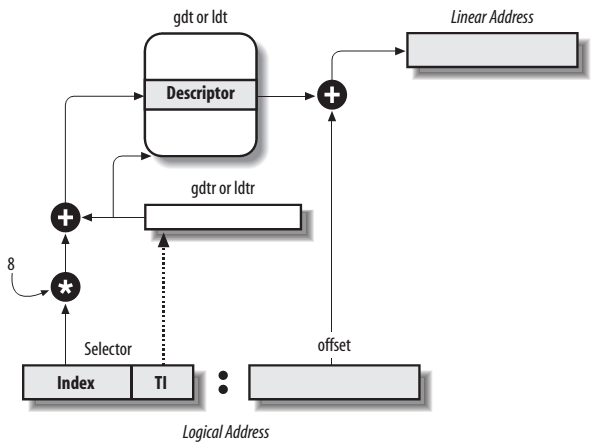 gdt or ldt
Linear Address
Descriptor
+
gdtr or ldtr
+
8
*
Selector
offset
Index
TI
:
Logical Address